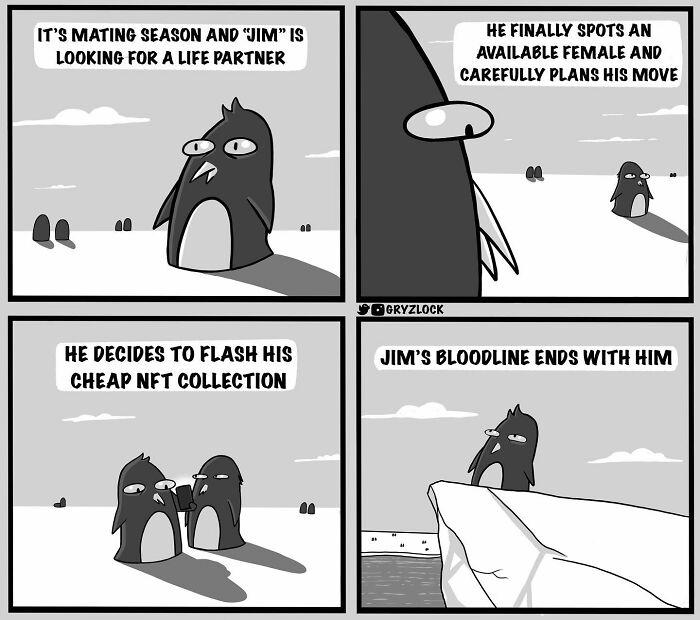 IT'S MATING SEASON AND "JIM" IS
LOOKING FOR A LIFE PARTNER
HE FINALLY SPOTS AN
AVAILABLE FEMALE AND
CAREFULLY PLANS HIS MOVE
GRYZLOCK
HE DECIDES TO FLASH HIS
CHEAP NFT COLLECTION
JIM'S BLOODLINE ENDS WITH HIM